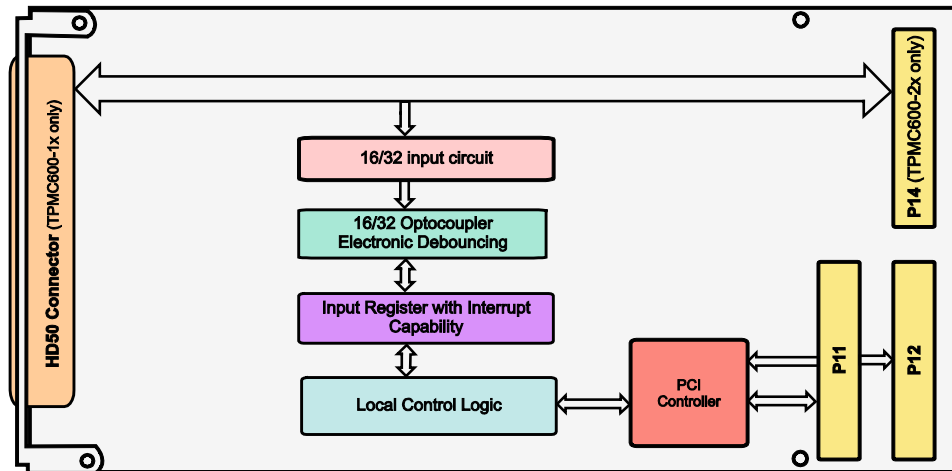 HD50 Connector (TPMC600-1x only)
16/32 input circuit
16/32 Optocoupler
Electronic Debouncing
Input Register with Interrupt
Capability
Local Control Logic
PCI
Controller
P14 (TPMC600-2x only)
P11
P12